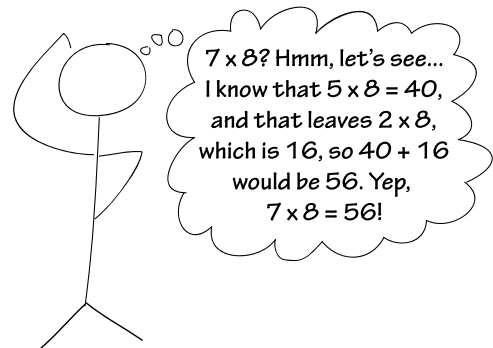 7 x 8? Hmm, let's see...
I know that 5 x 8 = 40,
and that leaves 2 x 8,
which is 16, so 40 + 16
would be 56. Yep,
7 x 8 = 56!